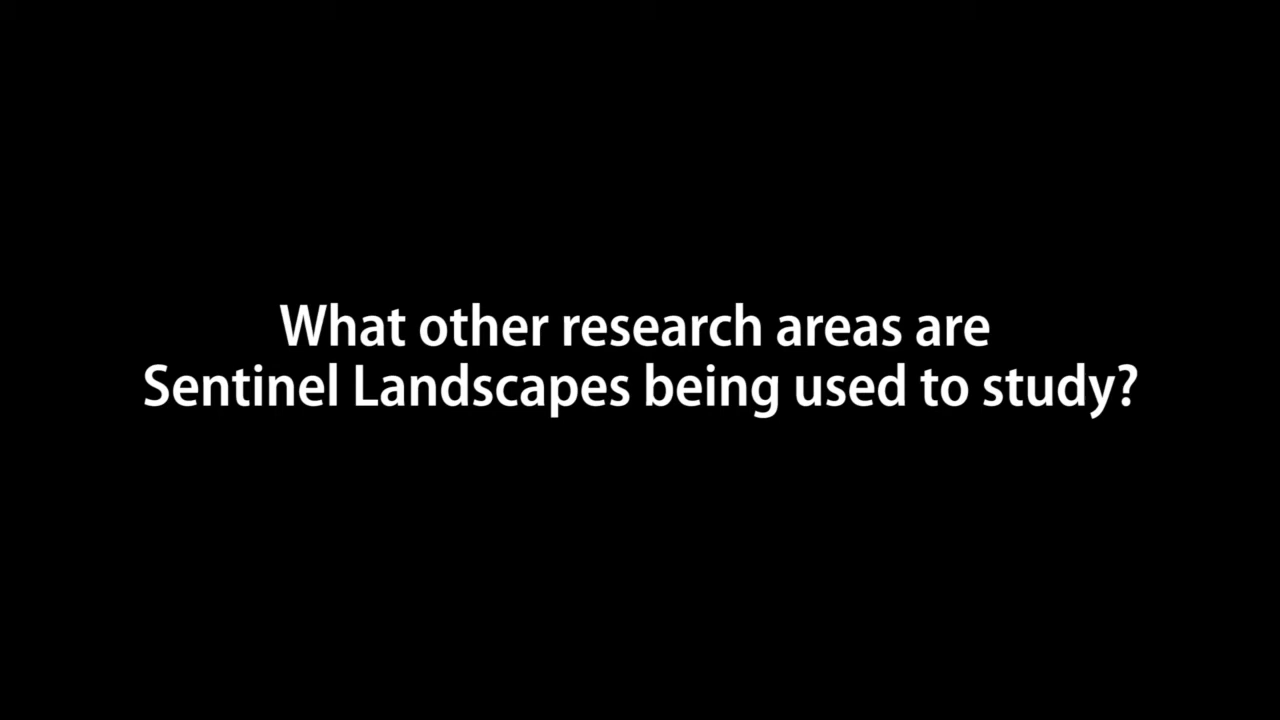 What other research areas are
Sentinel Landscapes being used to study?